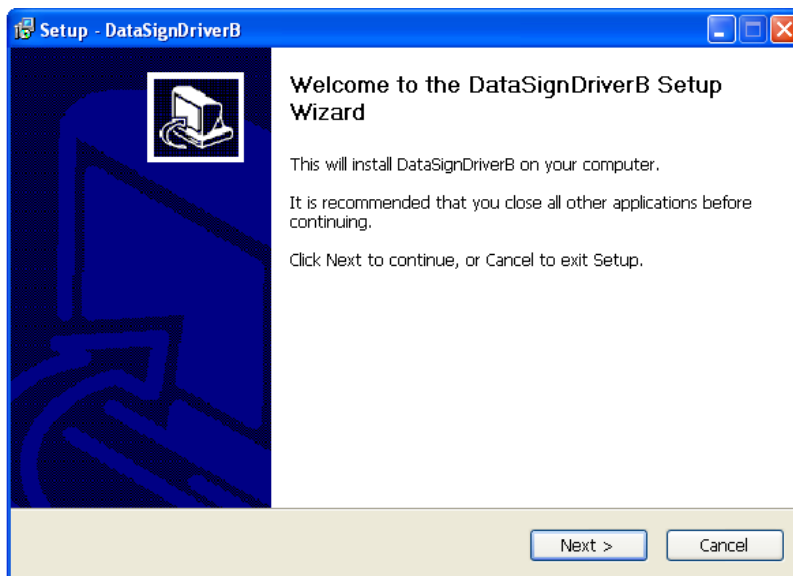 Setup - DataSignDriverB
Welcome to the DataSignDriverB Setup
Wizard
This will install DataSignDriverB on your computer.
It is recommended that you close all other applications before
continuing.
Click Next to continue, or Cancel to exit Setup.
Next >
Cancel